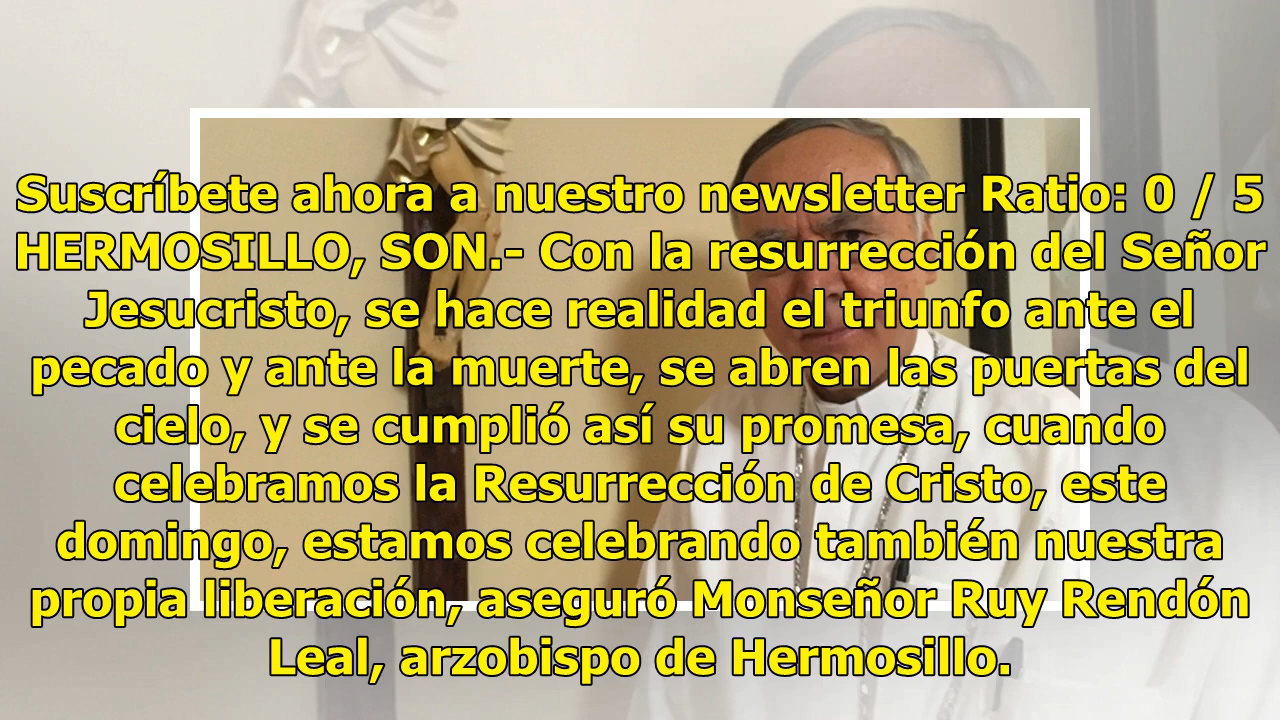 Suscríbete ahora a nuestro newsletter Ratio: 0 / 5
HERMOSILLO, SON.- Con la resurrección del Señor
Jesucristo, se hace realidad el triunfo ante el
pecado y ante la muerte, se abren las puertas del
cielo, y se cumplió así su promesa, cuando
celebramos la Resurrección de Cristo, este
domingo, estamos celebrando también nuestra
propia liberación, aseguró Monseñor Ruy Rendón
Leal, arzobispo de Hermosillo.